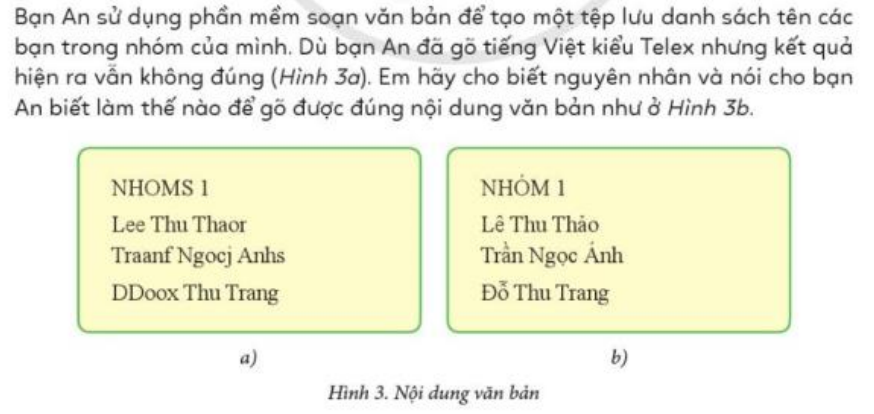 Bạn An sử dụng phần mềm soạn văn bản để tạo một tệp lưu danh sách tên các
bạn trong nhóm của mình. Dù bạn An đã gõ tiếng Việt kiểu Telex nhưng kết quả
hiện ra vẫn không đúng (Hình 3a). Em hãy cho biết nguyên nhân và nói cho bạn
An biết làm thế nào để gõ được đúng nội dung văn bản như ở Hình 3b.
NHOMS 1
Lee Thu Thaor
Traanf Ngocj Anhs
DDoox Thu Trang
a)
NHÓM 1
Lê Thu Thảo
Trần Ngọc Ánh
Đỗ Thu Trang
b)
Hình 3. Nội dung văn bản